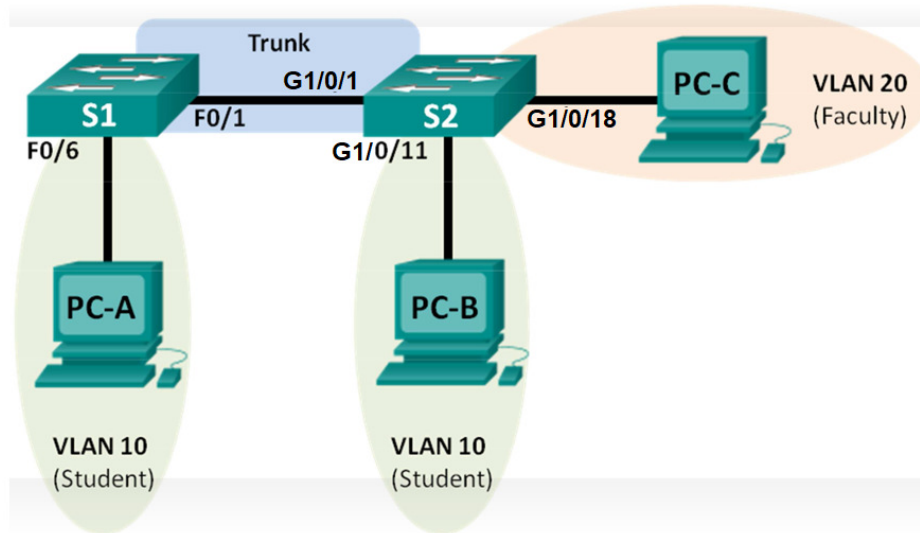 Trunk
G1/0/1
S1
F0/1
S2
PC-C
VLAN 20
(Faculty)
G1/0/18
F0/6
G1/0/11
PC-A
PC-B
VLAN 10
(Student)
VLAN 10
(Student)